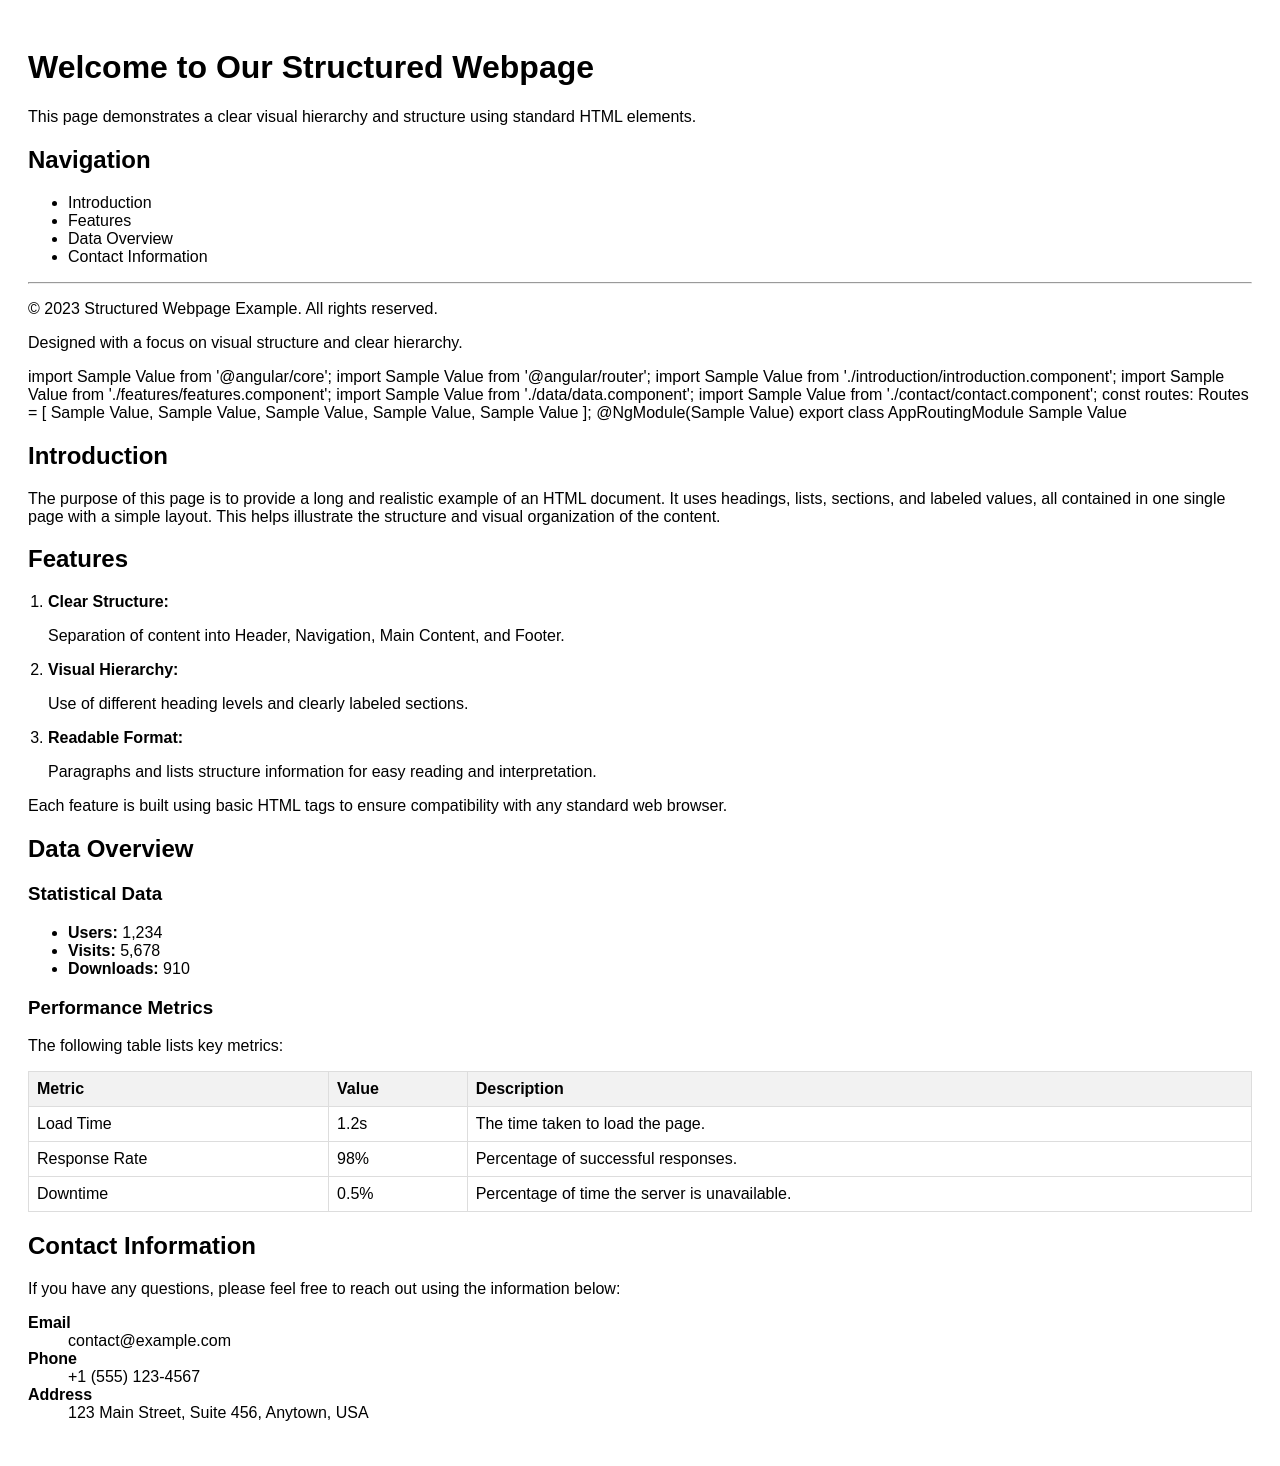 Welcome to Our Structured Webpage
This page demonstrates a clear visual hierarchy and structure using standard HTML elements.
Navigation
• Introduction
• Features
• Data Overview
• Contact Information
© 2023 Structured Webpage Example. All rights reserved.
Designed with a focus on visual structure and clear hierarchy.
import Sample Value from '@angular/core'; import Sample Value from '@angular/router'; import Sample Value from './introduction/introduction.component'; import Sample
Value from './features/features.component'; import Sample Value from './data/data.component'; import Sample Value from './contact/contact.component'; const routes: Routes
= [ Sample Value, Sample Value, Sample Value, Sample Value, Sample Value ]; @NgModule(Sample Value) export class AppRoutingModule Sample Value
Introduction
The purpose of this page is to provide a long and realistic example of an HTML document. It uses headings, lists, sections, and labeled values, all contained in one single
page with a simple layout. This helps illustrate the structure and visual organization of the content.
Features
1. Clear Structure:
Separation of content into Header, Navigation, Main Content, and Footer.
2. Visual Hierarchy:
Use of different heading levels and clearly labeled sections.
3. Readable Format:
Paragraphs and lists structure information for easy reading and interpretation.
Each feature is built using basic HTML tags to ensure compatibility with any standard web browser.
Data Overview
Statistical Data
• Users: 1,234
• Visits: 5,678
• Downloads: 910
Performance Metrics
The following table lists key metrics:
Metric Value Description
Load Time 1.2s The time taken to load the page.
Response Rate 98% Percentage of successful responses.
Downtime 0.5% Percentage of time the server is unavailable.
Contact Information
If you have any questions, please feel free to reach out using the information below:
Email
contact@example.com
Phone
+1 (555) 123-4567
Address
123 Main Street, Suite 456, Anytown, USA